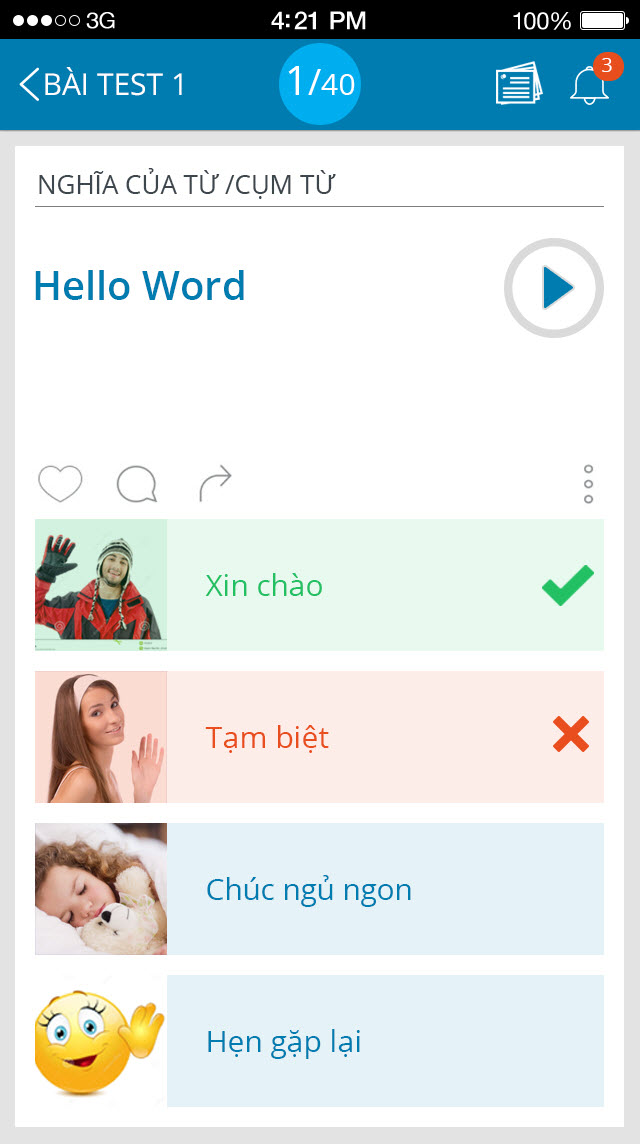 3G 4:21 PM 100%
BÀI TEST 1 1/40 3
NGHĨA CỦA TỪ /CỤM TỪ
Hello Word
Xin chào
Tạm biệt
Chúc ngủ ngon
Hẹn gặp lại